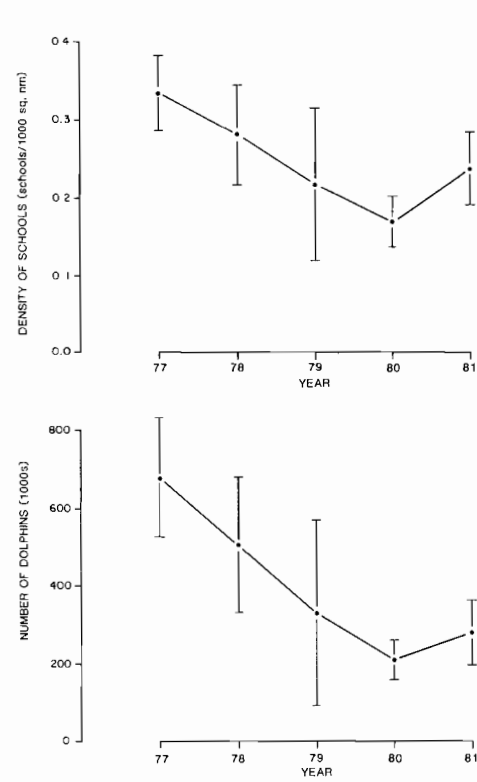 DENSITY OF SCHOOLS (schools/1000 sq, nm)
0 4
0.3
0 2
0 1
0.0
77 78 79 80 81
YEAR
NUMBER OF DOLPHINS (1000s)
800
600
400
200
0
77 78 79 80 81
YEAR